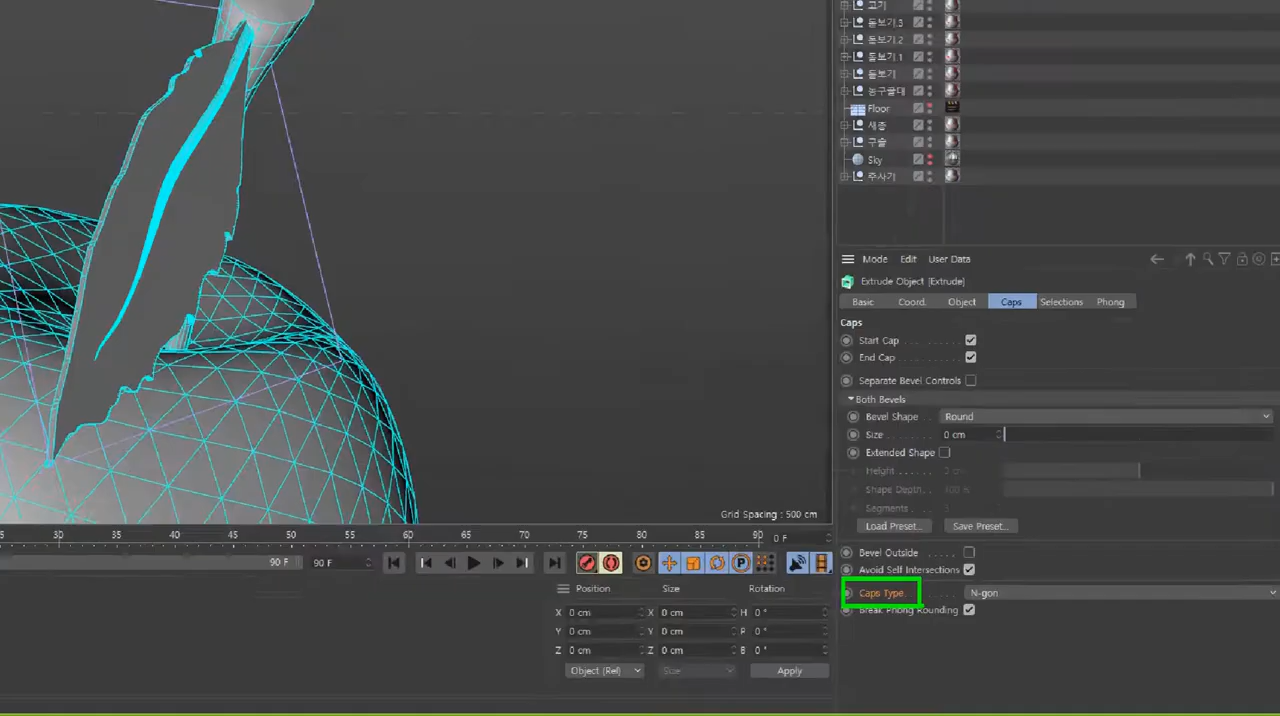 고기
돋보기.3
돋보기.2
돋보기.1
돋보기
농구골대
Floor
새총
구슬
Sky
주사기
Mode Edit User Data
Extrude Object [Extrude]
Basic Coord. Object Caps Selections Phong
Caps
Start Cap
End Cap
Separate Bevel Controls
Both Bevels
Bevel Shape Round
Size 0 cm
Extended Shape
Height
Shape Depth
Segments
Load Preset... Save Preset...
Grid Spacing : 500 cm
30 35 40 45 50 55 60 65 70 75 80 85 90 0 F
Bevel Outside
90 F 90 F
Avoid Self Intersections
Position Size Rotation
Caps Type N-gon
Break Phong Rounding
X 0 cm X 0 cm H 0 °
Y 0 cm Y 0 cm P 0 °
Z 0 cm Z 0 cm B 0 °
Object (Rel) Size Apply